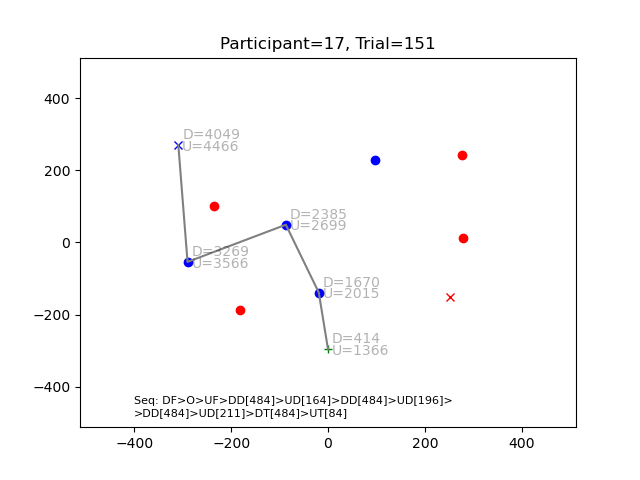 Participant=17, Trial=151
400
200
0
−200
−400
−400
−200
0
200
400
D=4049
U=4466
D=2385
U=2699
D=3269
U=3566
D=1670
U=2015
D=414
U=1366
Seq: DF>O>UF>DD[484]>UD[164]>DD[484]>UD[196]>
>DD[484]>UD[211]>DT[484]>UT[84]